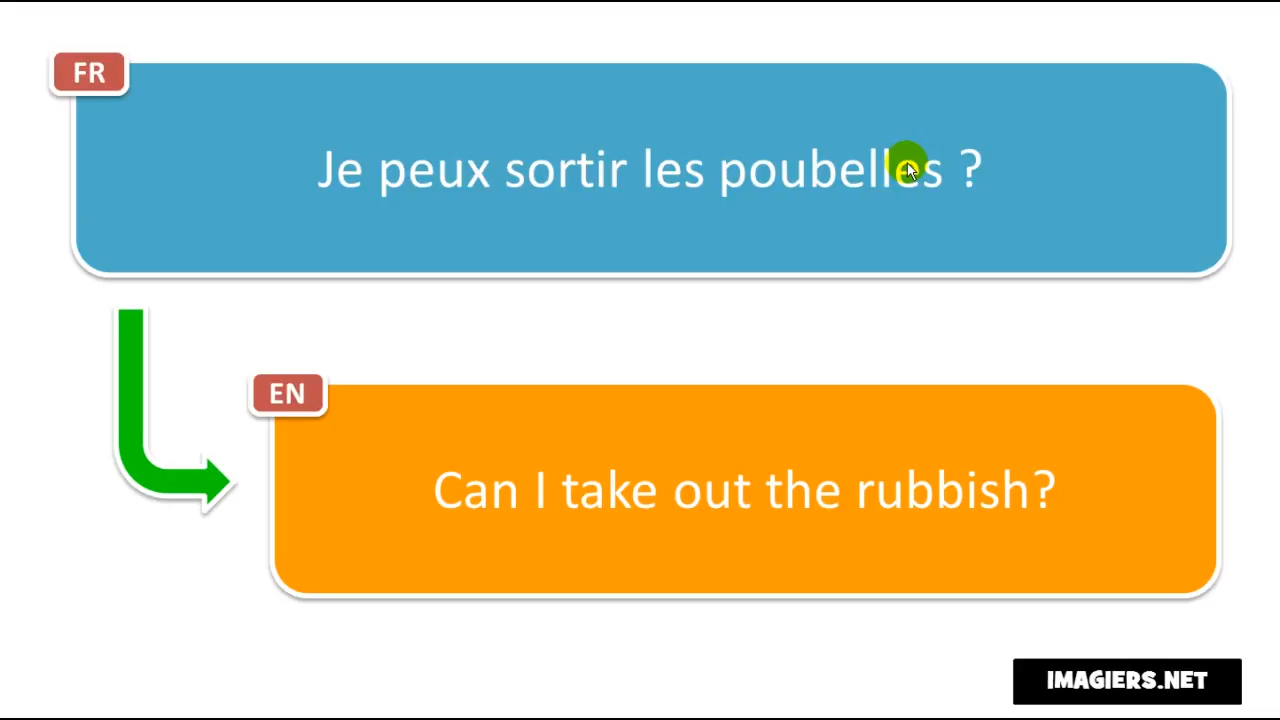 FR
Je peux sortir les poubelles ?
EN
Can I take out the rubbish?
IMAGIERS.NET